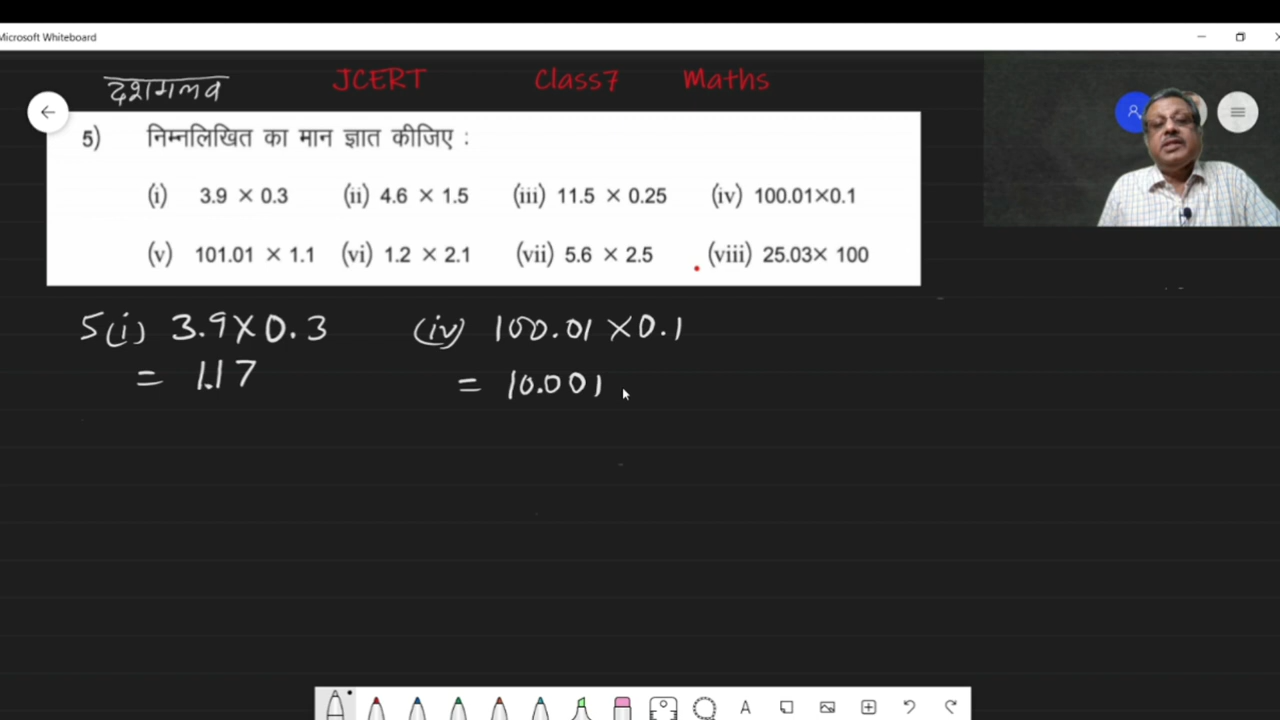 Microsoft Whiteboard
दशमलव JCERT Class7 Maths
5) निम्नलिखित का मान ज्ञात कीजिए :
(i) 3.9 × 0.3 (ii) 4.6 × 1.5 (iii) 11.5 × 0.25 (iv) 100.01×0.1
(v) 101.01 × 1.1 (vi) 1.2 × 2.1 (vii) 5.6 × 2.5 (viii) 25.03× 100
5(i) 3.9×0.3 (iv) 100.01 ×0.1
= 1.17 = 10.001
A